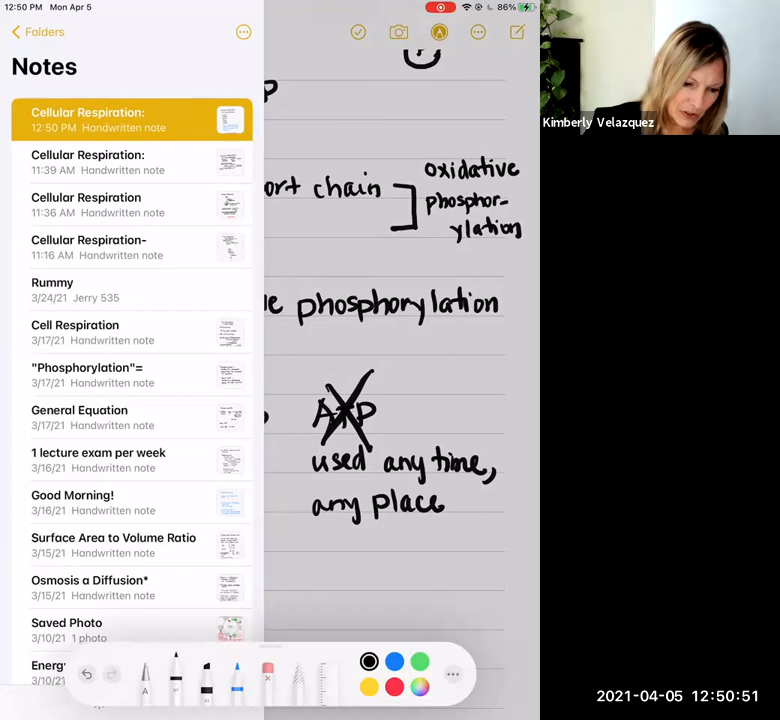 12:50 PM Mon Apr 5
86%
Folders
Notes
Cellular Respiration:
12:50 PM Handwritten note
Cellular Respiration:
11:39 AM Handwritten note
Cellular Respiration
11:36 AM Handwritten note
Cellular Respiration-
11:16 AM Handwritten note
Rummy
3/24/21 Jerry 535
Cell Respiration
3/17/21 Handwritten note
"Phosphorylation"=
3/17/21 Handwritten note
General Equation
3/17/21 Handwritten note
1 lecture exam per week
3/16/21 Handwritten note
Good Morning!
3/16/21 Handwritten note
Surface Area to Volume Ratio
3/15/21 Handwritten note
Osmosis a Diffusion*
3/15/21 Handwritten note
Saved Photo
3/10/21 1 photo
Energ
3/10/21
P
ort chain
oxidative
phosphor-
ylation
e phosphorylation
ATP
used any time,
any place
Kimberly Velazquez
2021-04-05 12:50:51